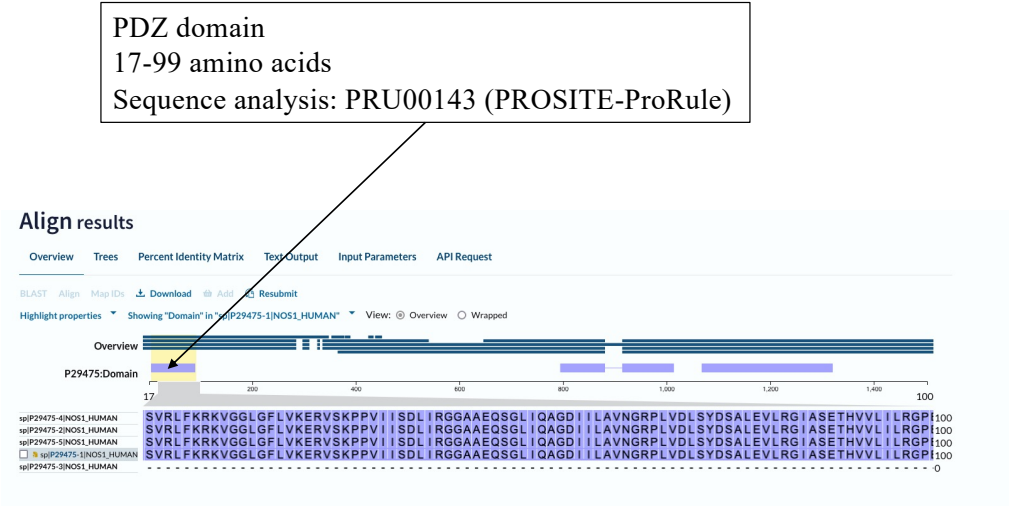 PDZ domain
17-99 amino acids
Sequence analysis: PRU00143 (PROSITE-ProRule)
Align results
Overview Trees Percent Identity Matrix Text Output Input Parameters API Request
BLAST Align Map IDs Download Add Resubmit
Highlight properties Showing "Domain" in "sp|P29475-1|NOS1_HUMAN" View: Overview Wrapped
Overview
P29475:Domain
17 200 400 600 800 1,000 1,200 1,400 100
sp|P29475-4|NOS1_HUMAN SVRLFKRKVGGLGFLVKERVSKPPVIISDLIRGGAAEQSGLIQAGDIILAVNGRPLVDLSYDSALEVLRGIASETHVVLILRGP 100
sp|P29475-2|NOS1_HUMAN SVRLFKRKVGGLGFLVKERVSKPPVIISDLIRGGAAEQSGLIQAGDIILAVNGRPLVDLSYDSALEVLRGIASETHVVLILRGP 100
sp|P29475-5|NOS1_HUMAN SVRLFKRKVGGLGFLVKERVSKPPVIISDLIRGGAAEQSGLIQAGDIILAVNGRPLVDLSYDSALEVLRGIASETHVVLILRGP 100
sp|P29475-1|NOS1_HUMAN SVRLFKRKVGGLGFLVKERVSKPPVIISDLIRGGAAEQSGLIQAGDIILAVNGRPLVDLSYDSALEVLRGIASETHVVLILRGP 100
sp|P29475-3|NOS1_HUMAN 0